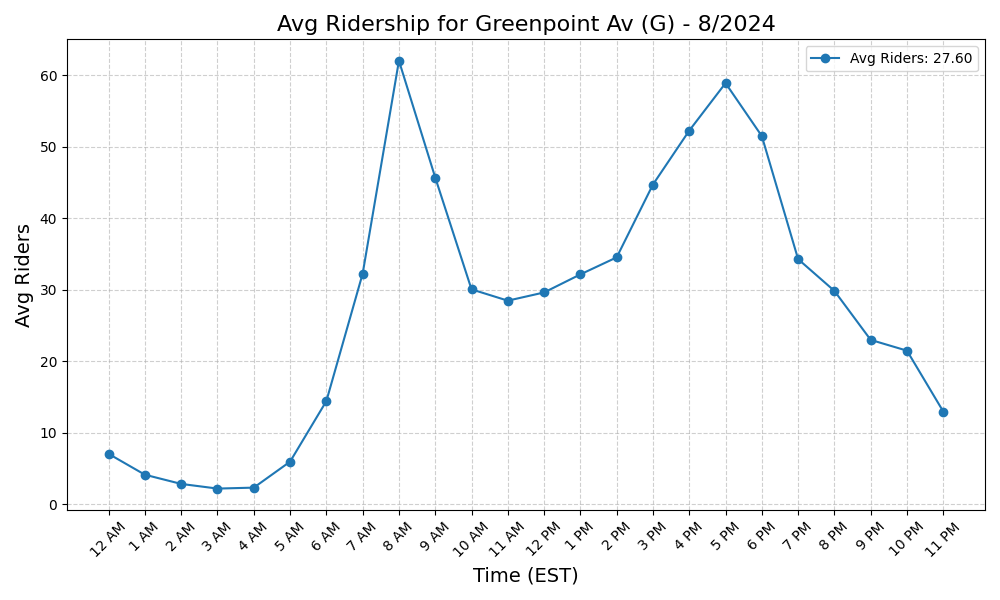 Avg Ridership for Greenpoint Av (G) - 8/2024
Avg Riders: 27.60
Avg Riders
60
50
40
30
20
10
0
12 AM
1 AM
2 AM
3 AM
4 AM
5 AM
6 AM
7 AM
8 AM
9 AM
10 AM
11 AM
12 PM
1 PM
2 PM
3 PM
4 PM
5 PM
6 PM
7 PM
8 PM
9 PM
10 PM
11 PM
Time (EST)